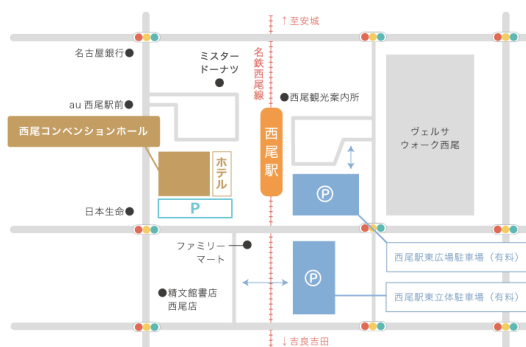 ↑至安城
名古屋銀行
ミスター
ドーナツ
名鉄西尾線
au 西尾駅前
西尾観光案内所
西尾コンベンションホール
西尾駅
ヴェルサ
ウォーク西尾
ホテル
P
P
日本生命
ファミリー
マート
西尾駅東広場駐車場（有料）
P
精文館書店
西尾店
西尾駅東立体駐車場（有料）
↓吉良吉田